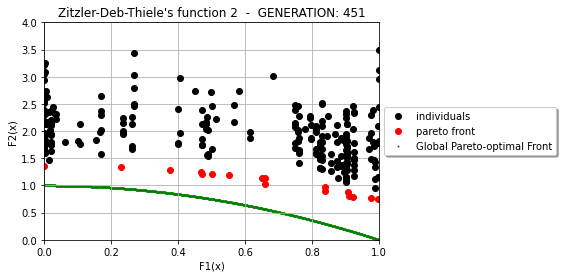 Zitzler-Deb-Thiele's function 2 - GENERATION: 451
4.0
3.5
3.0
2.5
2.0
1.5
1.0
0.5
0.0
F2(x)
0.0 0.2 0.4 0.6 0.8 1.0
F1(x)
individuals
pareto front
Global Pareto-optimal Front